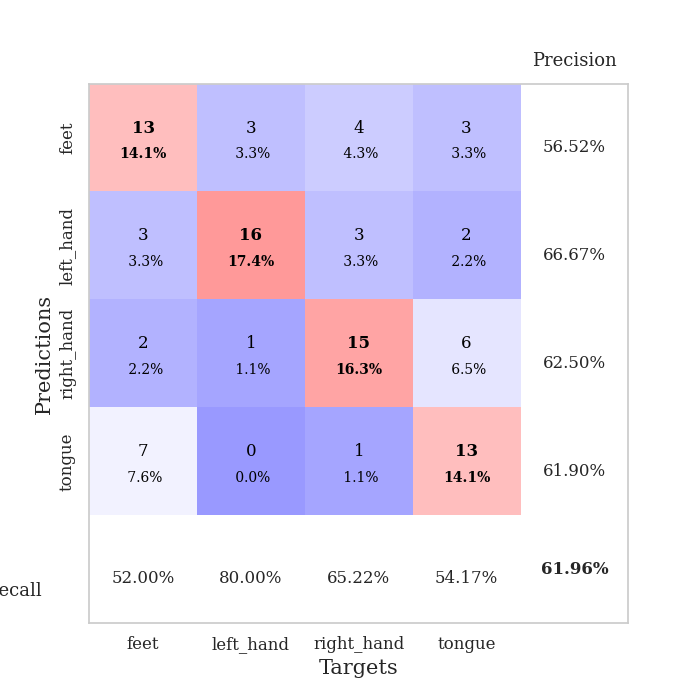 Precision
feet 13 3 4 3 56.52%
14.1% 3.3% 4.3% 3.3%
left_hand 3 16 3 2 66.67%
3.3% 17.4% 3.3% 2.2%
Predictions
right_hand 2 1 15 6 62.50%
2.2% 1.1% 16.3% 6.5%
tongue 7 0 1 13 61.90%
7.6% 0.0% 1.1% 14.1%
ecall 52.00% 80.00% 65.22% 54.17% 61.96%
feet left_hand right_hand tongue
Targets